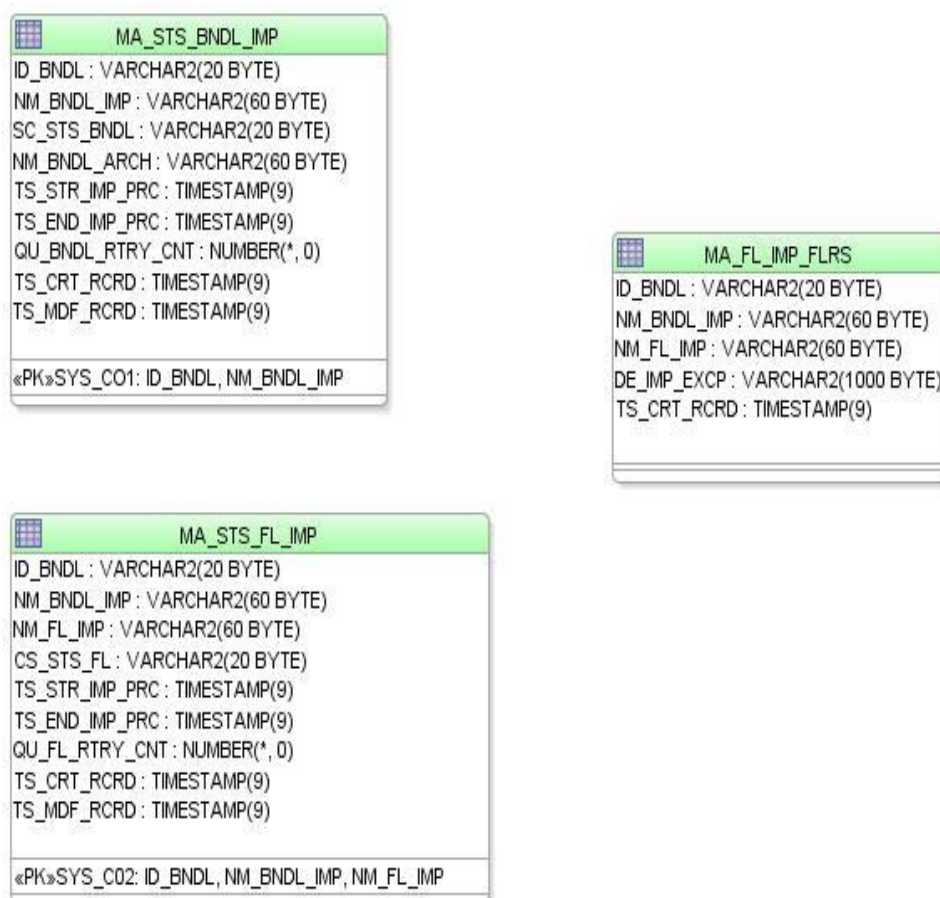 MA_STS_BNDL_IMP
ID_BNDL : VARCHAR2(20 BYTE)
NM_BNDL_IMP : VARCHAR2(60 BYTE)
SC_STS_BNDL : VARCHAR2(20 BYTE)
NM_BNDL_ARCH : VARCHAR2(60 BYTE)
TS_STR_IMP_PRC : TIMESTAMP(9)
TS_END_IMP_PRC : TIMESTAMP(9)
QU_BNDL_RTRY_CNT : NUMBER(*, 0)
TS_CRT_RCRD : TIMESTAMP(9)
TS_MDF_RCRD : TIMESTAMP(9)
«PK»SYS_CO1: ID_BNDL, NM_BNDL_IMP
MA_FL_IMP_FLRS
ID_BNDL : VARCHAR2(20 BYTE)
NM_BNDL_IMP : VARCHAR2(60 BYTE)
NM_FL_IMP : VARCHAR2(60 BYTE)
DE_IMP_EXCP : VARCHAR2(1000 BYTE)
TS_CRT_RCRD : TIMESTAMP(9)
MA_STS_FL_IMP
ID_BNDL : VARCHAR2(20 BYTE)
NM_BNDL_IMP : VARCHAR2(60 BYTE)
NM_FL_IMP : VARCHAR2(60 BYTE)
CS_STS_FL : VARCHAR2(20 BYTE)
TS_STR_IMP_PRC : TIMESTAMP(9)
TS_END_IMP_PRC : TIMESTAMP(9)
QU_FL_RTRY_CNT : NUMBER(*, 0)
TS_CRT_RCRD : TIMESTAMP(9)
TS_MDF_RCRD : TIMESTAMP(9)
«PK»SYS_C02: ID_BNDL, NM_BNDL_IMP, NM_FL_IMP